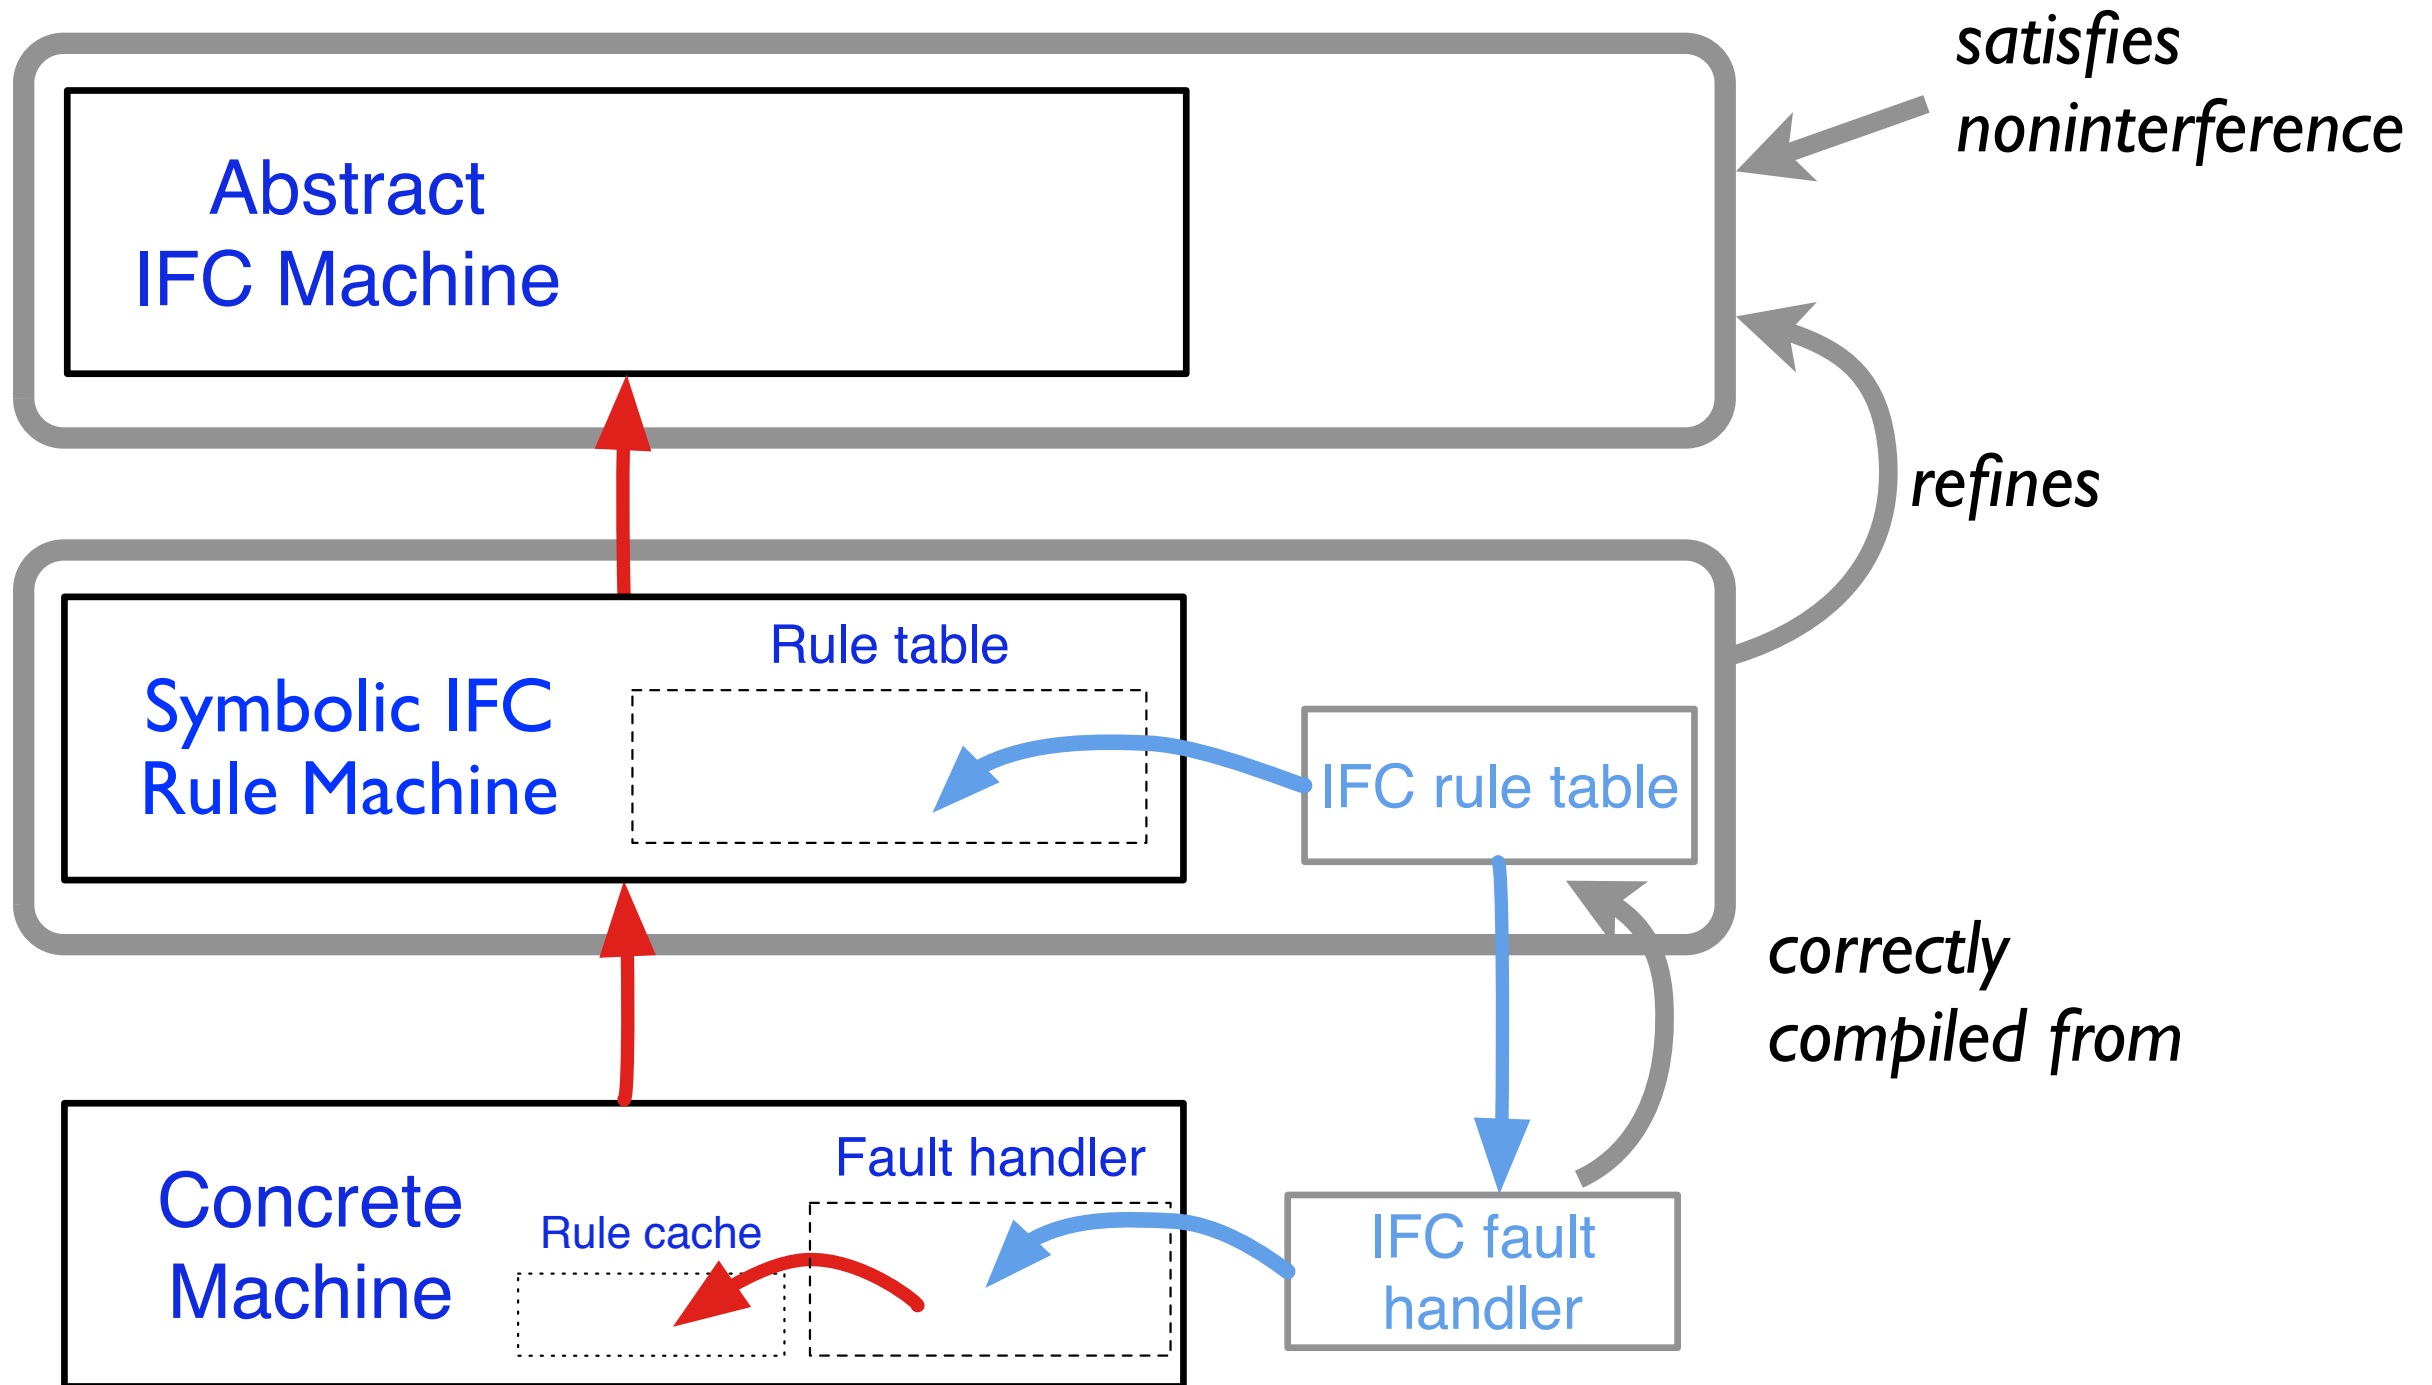 satisfies
noninterference
Abstract
IFC Machine
refines
Rule table
Symbolic IFC
Rule Machine
IFC rule table
correctly
compiled from
Fault handler
Concrete
Machine
Rule cache
IFC fault
handler